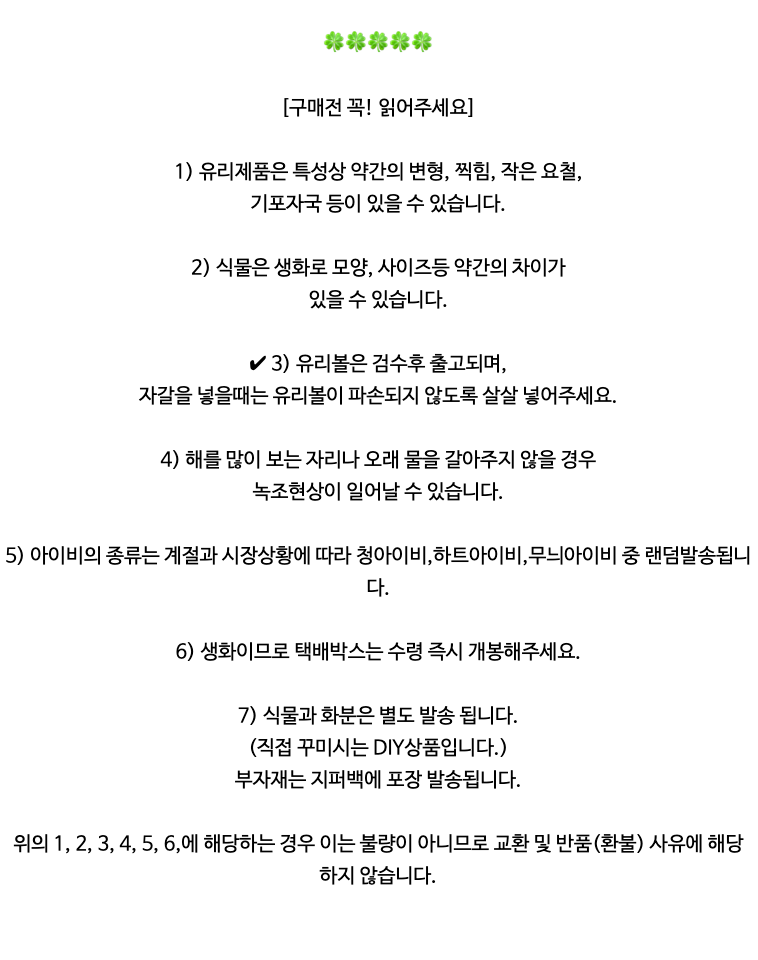 🍀🍀🍀🍀🍀
[구매전 꼭! 읽어주세요]
1) 유리제품은 특성상 약간의 변형, 찍힘, 작은 요철,
기포자국 등이 있을 수 있습니다.
2) 식물은 생화로 모양, 사이즈등 약간의 차이가
있을 수 있습니다.
✔ 3) 유리볼은 검수후 출고되며,
자갈을 넣을때는 유리볼이 파손되지 않도록 살살 넣어주세요.
4) 해를 많이 보는 자리나 오래 물을 갈아주지 않을 경우
녹조현상이 일어날 수 있습니다.
5) 아이비의 종류는 계절과 시장상황에 따라 청아이비,하트아이비,무늬아이비 중 랜덤발송됩니
다.
6) 생화이므로 택배박스는 수령 즉시 개봉해주세요.
7) 식물과 화분은 별도 발송 됩니다.
(직접 꾸미시는 DIY상품입니다.)
부자재는 지퍼백에 포장 발송됩니다.
위의 1, 2, 3, 4, 5, 6,에 해당하는 경우 이는 불량이 아니므로 교환 및 반품(환불) 사유에 해당
하지 않습니다.